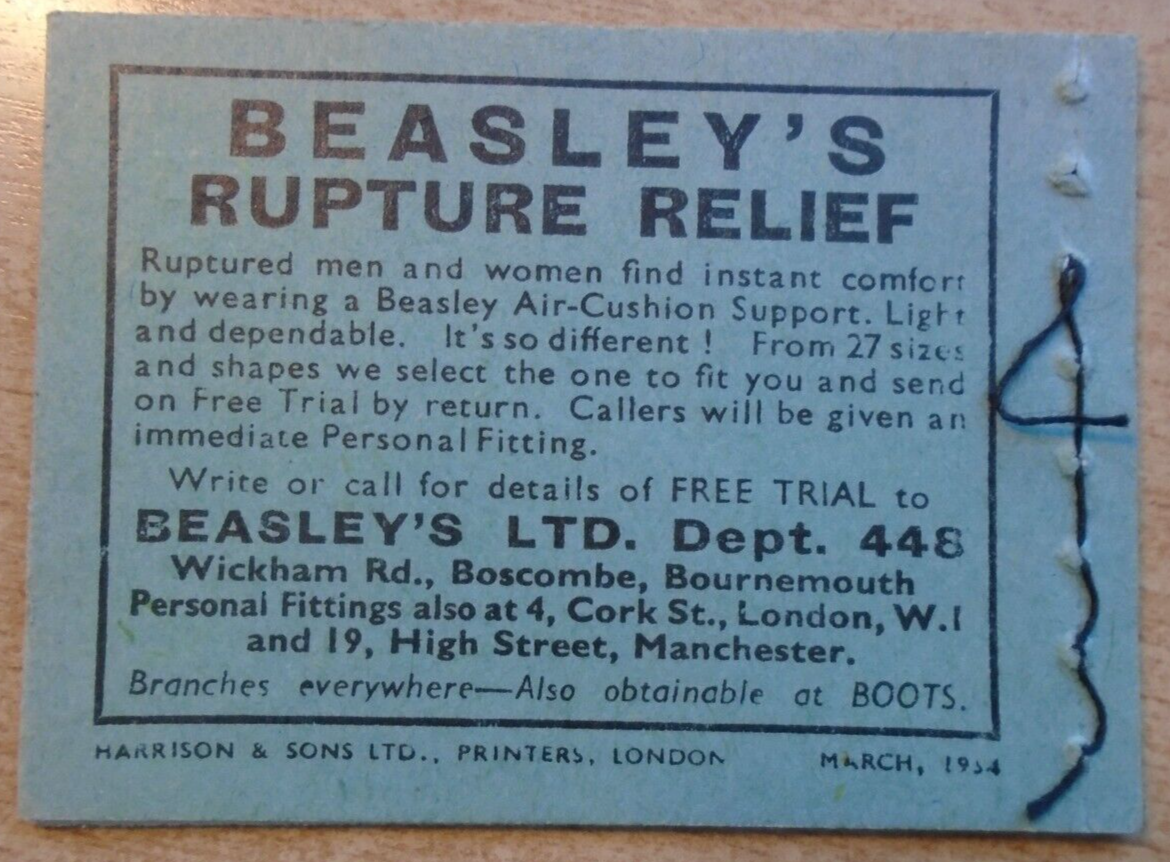 BEASLEY'S
RUPTURE RELIEF
Ruptured men and women find instant comfort
by wearing a Beasley Air-Cushion Support. Light
and dependable. It's so different ! From 27 sizes
and shapes we select the one to fit you and send
on Free Trial by return. Callers will be given an
immediate Personal Fitting.
Write or call for details of FREE TRIAL to
BEASLEY'S LTD. Dept. 448
Wickham Rd., Boscombe, Bournemouth
Personal Fittings also at 4, Cork St., London, W.1
and 19, High Street, Manchester.
Branches everywhere—Also obtainable at BOOTS.
HARRISON & SONS LTD., PRINTERS, LONDON MARCH, 1954